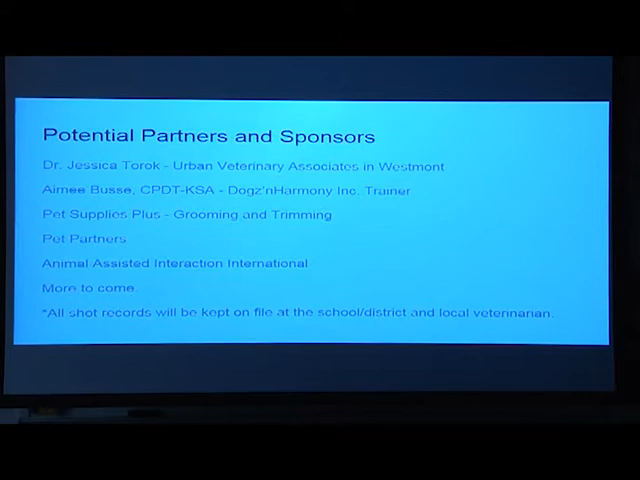 Potential Partners and Sponsors
Dr. Jessica Torok - Urban Veterinary Associates in Westmont
Aimee Busse, CPDT-KSA - Dogz'nHarmony Inc. Trainer
Pet Supplies Plus - Grooming and Trimming
Pet Partners
Animal Assisted Interaction International
More to come.
*All shot records will be kept on file at the school/district and local veterinarian.